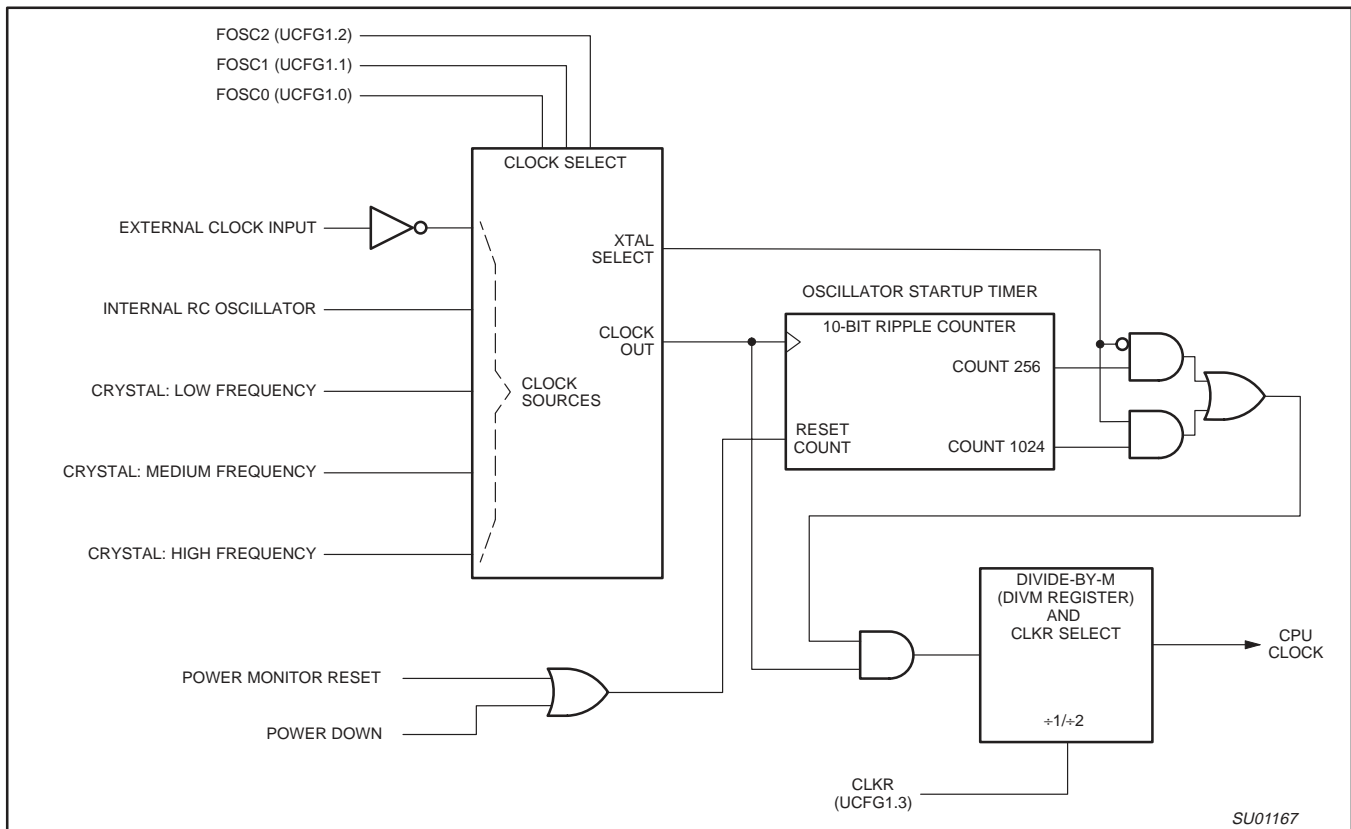 FOSC2 (UCFG1.2)
FOSC1 (UCFG1.1)
FOSC0 (UCFG1.0)
CLOCK SELECT
EXTERNAL CLOCK INPUT
XTAL
SELECT
INTERNAL RC OSCILLATOR
OSCILLATOR STARTUP TIMER
10-BIT RIPPLE COUNTER
CLOCK
OUT
COUNT 256
CRYSTAL: LOW FREQUENCY
CLOCK
SOURCES
RESET
COUNT
COUNT 1024
CRYSTAL: MEDIUM FREQUENCY
CRYSTAL: HIGH FREQUENCY
DIVIDE-BY-M
(DIVM REGISTER)
AND
CLKR SELECT
CPU
CLOCK
POWER MONITOR RESET
POWER DOWN
÷1/÷2
CLKR
(UCFG1.3)
SU01167